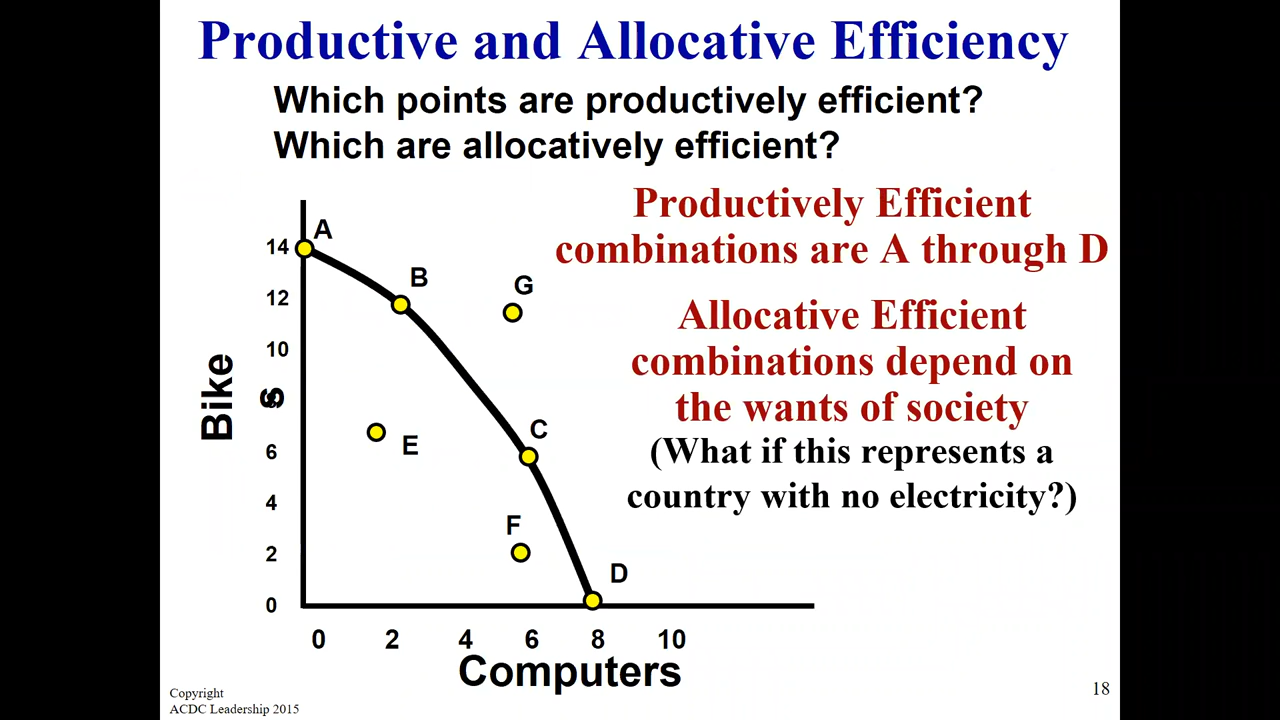 Productive and Allocative Efficiency
Which points are productively efficient?
Which are allocatively efficient?
Productively Efficient
combinations are A through D
Allocative Efficient
combinations depend on
the wants of society
(What if this represents a
country with no electricity?)
A
B
G
E
C
F
D
Bike
s
14
12
10
6
4
2
0
0 2 4 6 8 10
Computers
Copyright
ACDC Leadership 2015
18